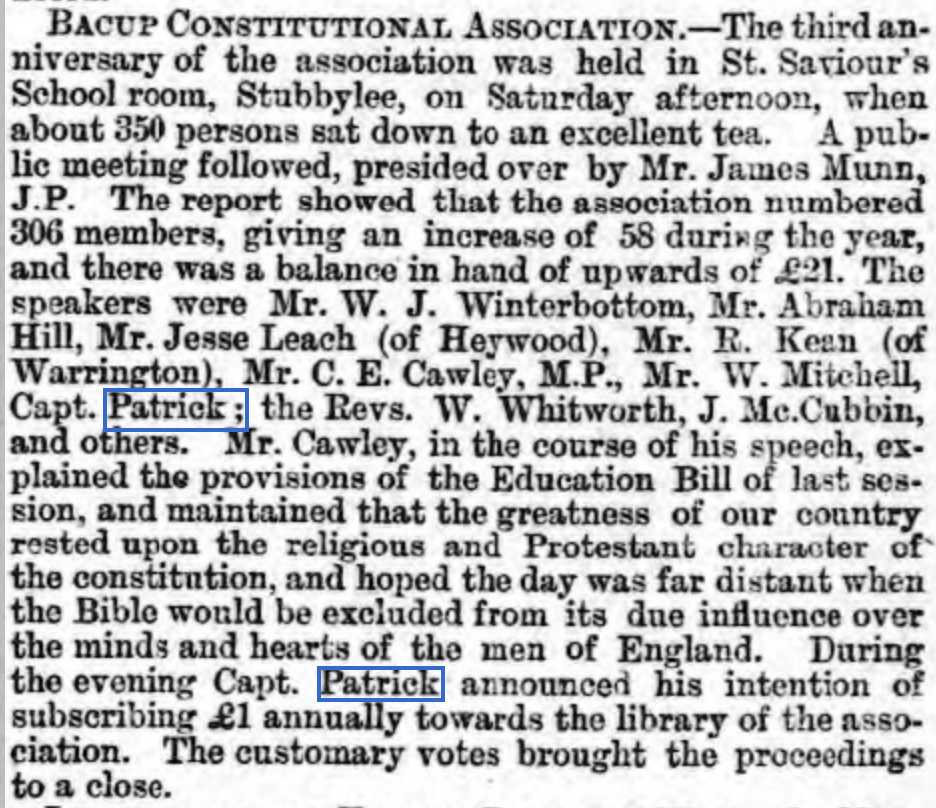 BACUP CONSTITUTIONAL ASSOCIATION.—The third an-
niversary of the association was held in St. Saviour's
School room, Stubbylee, on Saturday afternoon, when
about 350 persons sat down to an excellent tea. A pub-
lic meeting followed, presided over by Mr. James Munn,
J.P. The report showed that the association numbered
306 members, giving an increase of 58 during the year,
and there was a balance in hand of upwards of £21. The
speakers were Mr. W. J. Winterbottom, Mr. Abraham
Hill, Mr. Jesse Leach (of Heywood), Mr. R. Kean (of
Warrington), Mr. C. E. Cawley, M.P., Mr. W. Mitchell,
Capt. Patrick; the Revs. W. Whitworth, J. Mc.Cubbin,
and others. Mr. Cawley, in the course of his speech, ex-
plained the provisions of the Education Bill of last ses-
sion, and maintained that the greatness of our country
rested upon the religious and Protestant character of
the constitution, and hoped the day was far distant when
the Bible would be excluded from its due influence over
the minds and hearts of the men of England. During
the evening Capt. Patrick announced his intention of
subscribing £1 annually towards the library of the asso-
ciation. The customary votes brought the proceedings
to a close.